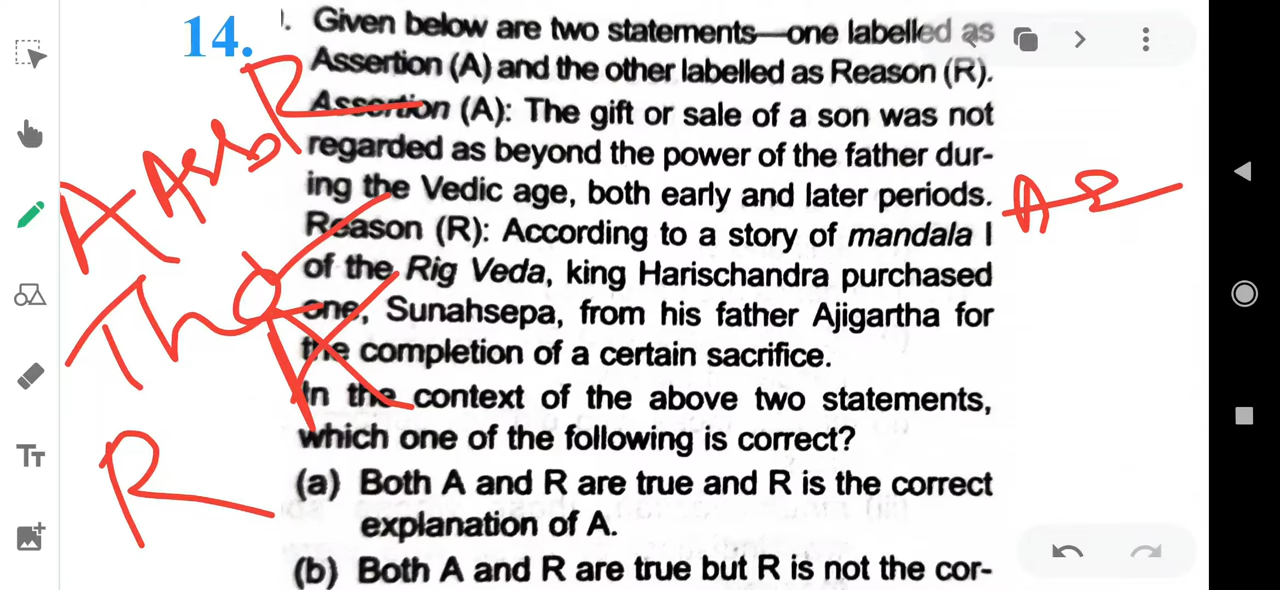 14. . Given below are two statements—one labelled as
Assertion (A) and the other labelled as Reason (R).
Assertion (A): The gift or sale of a son was not
regarded as beyond the power of the father dur-
ing the Vedic age, both early and later periods.
Reason (R): According to a story of mandala I
of the Rig Veda, king Harischandra purchased
one, Sunahsepa, from his father Ajigartha for
the completion of a certain sacrifice.
In the context of the above two statements,
which one of the following is correct?
(a) Both A and R are true and R is the correct
explanation of A.
(b) Both A and R are true but R is not the cor-
A
R
R
A
TT